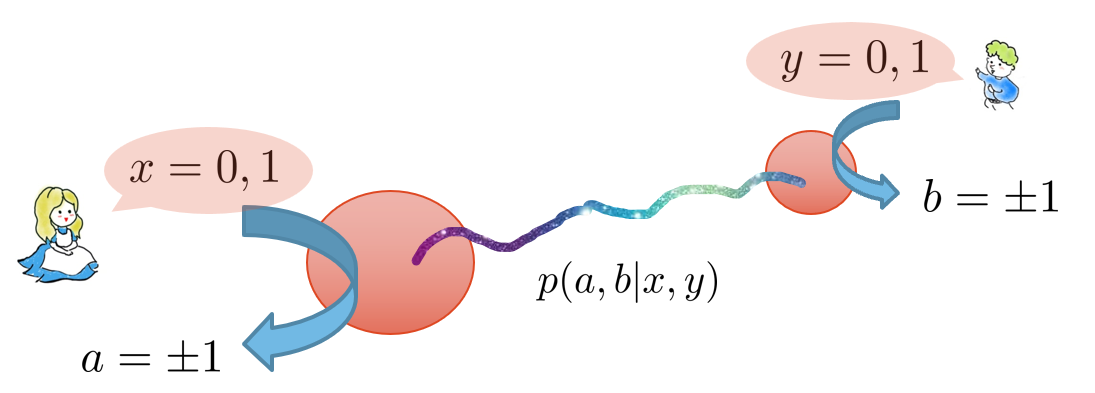 y = 0, 1
x = 0, 1
b = ±1
p(a, b|x, y)
a = ±1